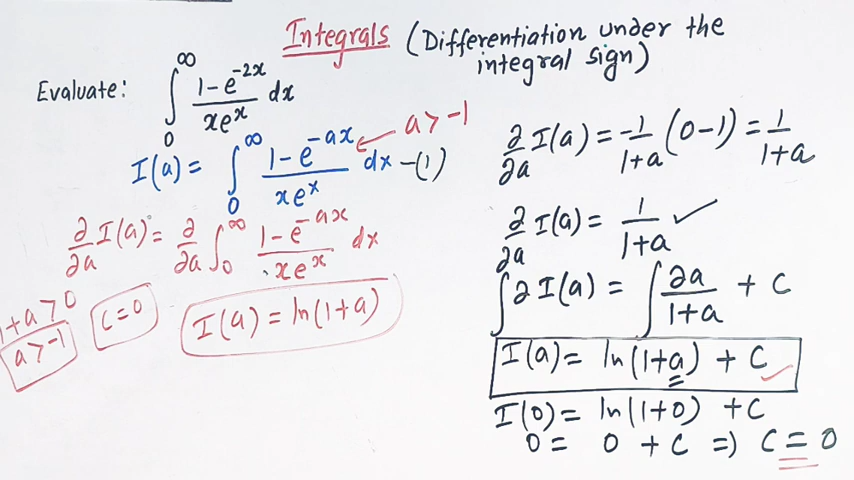 Integrals (Differentiation under the
integral sign)
Evaluate: ∫₀^∞ (1-e^{-2x})/(xe^x) dx
I(a) = ∫₀^∞ (1-e^{-ax})/(xe^x) dx -(1) ← a > -1
∂/∂a I(a) = ∂/∂a ∫₀^∞ (1-e^{-ax})/(xe^x) dx
1+a > 0
a > -1
C = 0
I(a) = ln(1+a)
∂/∂a I(a) = -1/(1+a) (0-1) = 1/(1+a)
∂/∂a I(a) = 1/(1+a) ✓
∫∂ I(a) = ∫ ∂a/(1+a) + C
I(a) = ln(1+a) + C ✓
I(0) = ln(1+0) + C
0 = 0 + C ⇒ C = 0